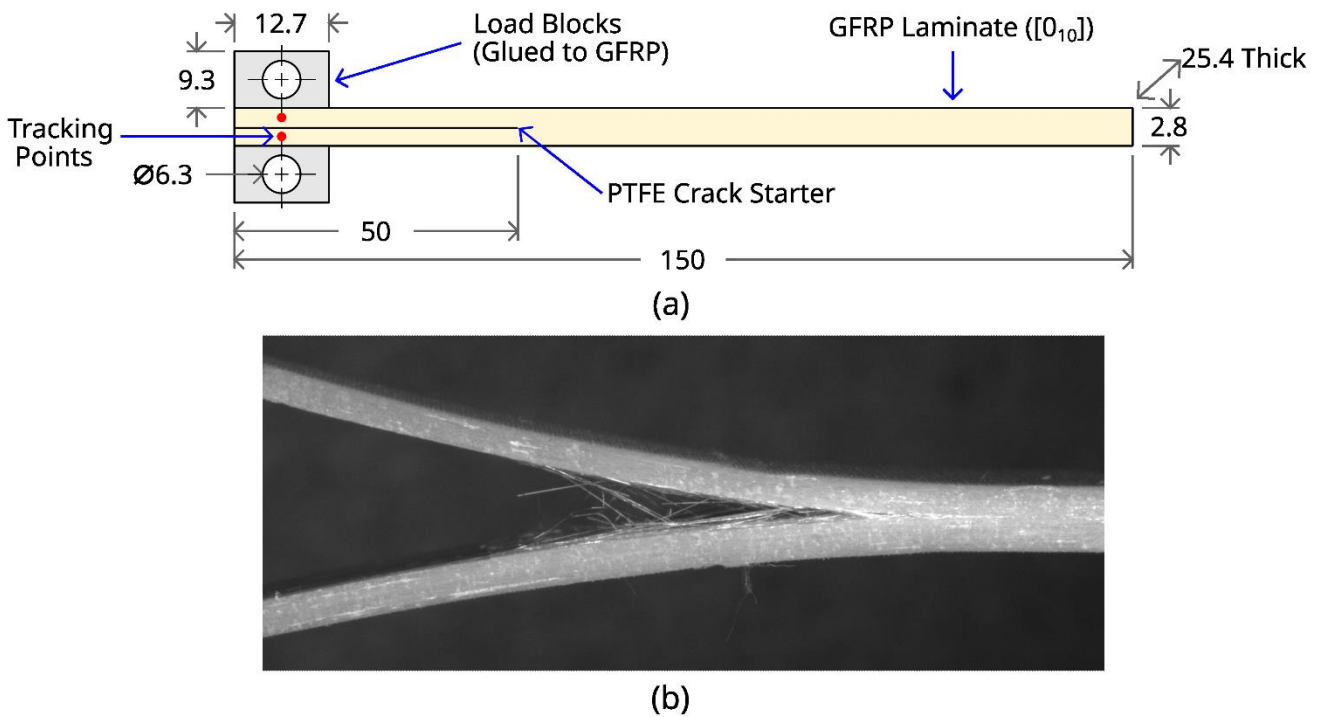 12.7
Load Blocks
(Glued to GFRP)
GFRP Laminate ([0₁₀])
25.4 Thick
9.3
2.8
Tracking
Points
Ø6.3
PTFE Crack Starter
50
150
(a)
(b)